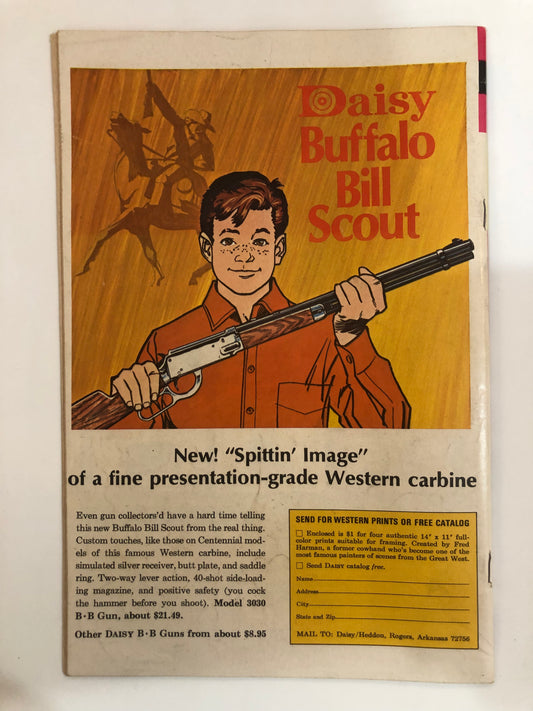 Daisy
Buffalo
Bill
Scout
New! “Spittin’ Image”
of a fine presentation-grade Western carbine
Even gun collectors’d have a hard time telling
this new Buffalo Bill Scout from the real thing.
Custom touches, like those on Centennial mod-
els of this famous Western carbine, include
simulated silver receiver, butt plate, and saddle
ring. Two-way lever action, 40-shot side-load-
ing magazine, and positive safety (you cock
the hammer before you shoot). Model 3030
B•B Gun, about $21.49.
Other DAISY B•B Guns from about $8.95
SEND FOR WESTERN PRINTS OR FREE CATALOG
Enclosed is $1 for four authentic 14" x 11" full-
color prints suitable for framing. Created by Fred
Harman, a former cowhand who’s become one of the
most famous painters of scenes from the Great West.
Send DAISY catalog free.
Name
Address
City
State and Zip
MAIL TO: Daisy/Heddon, Rogers, Arkansas 72756